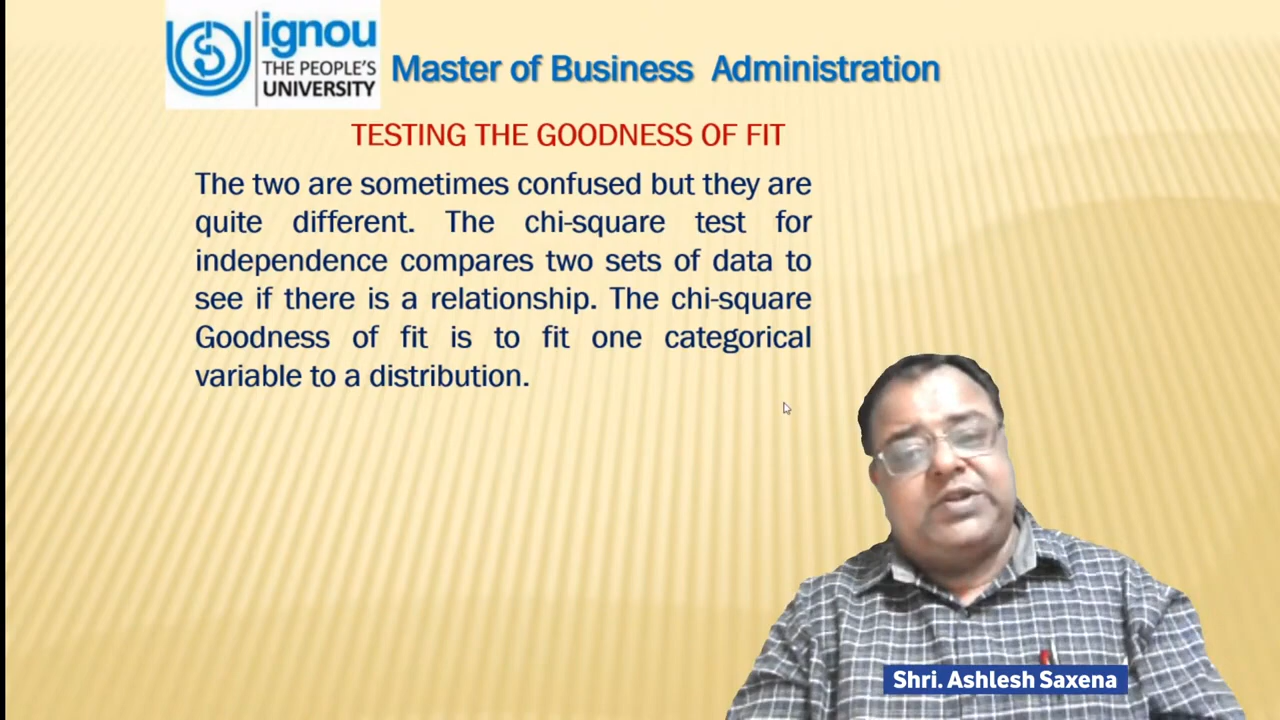 ignou
THE PEOPLE'S
UNIVERSITY
Master of Business Administration
TESTING THE GOODNESS OF FIT
The two are sometimes confused but they are
quite different. The chi-square test for
independence compares two sets of data to
see if there is a relationship. The chi-square
Goodness of fit is to fit one categorical
variable to a distribution.
Shri. Ashlesh Saxena